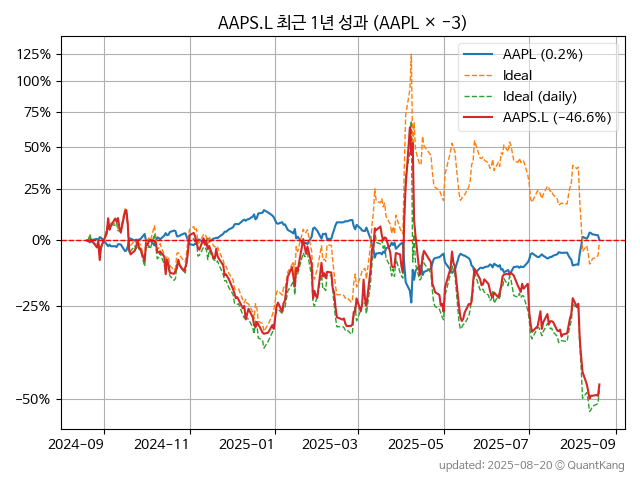 AAPS.L 최근 1년 성과 (AAPL × −3)
125%
100%
75%
50%
25%
0%
−25%
−50%
AAPL (0.2%)
Ideal
Ideal (daily)
AAPS.L (−46.6%)
2024-09
2024-11
2025-01
2025-03
2025-05
2025-07
2025-09
updated: 2025-08-20 © QuantKang